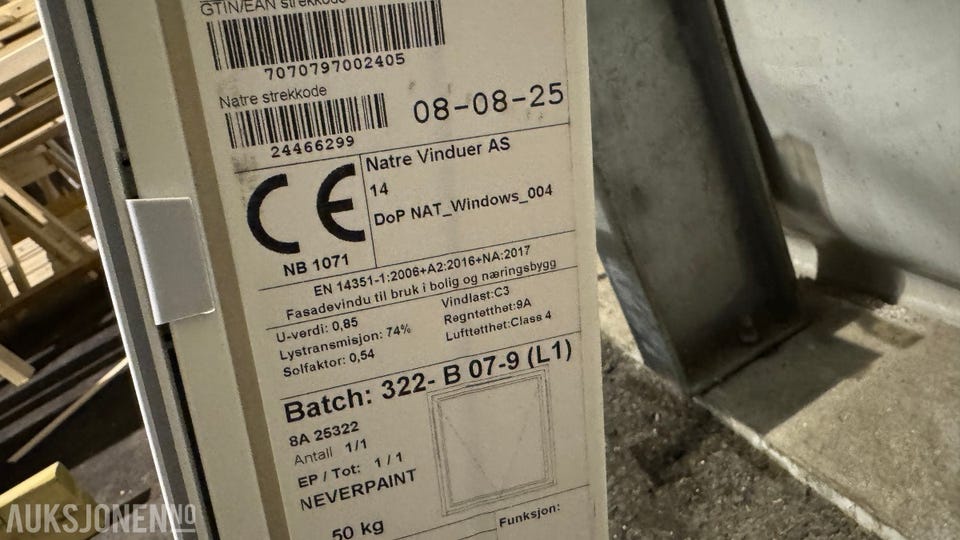 GTIN/EAN strekkode
7070797002405
Natre strekkode
24466299
08-08-25
CE
NB 1071
Natre Vinduer AS
14
DoP NAT_Windows_004
EN 14351-1:2006+A2:2016+NA:2017
Fasadevindu til bruk i bolig og næringsbygg
U-verdi: 0,85
Lystransmisjon: 74%
Solfaktor: 0,54
Vindlast:C3
Regntetthet:9A
Lufttetthet:Class 4
Batch: 322- B 07-9 (L1)
8A 25322
Antall 1/1
EP / Tot: 1 / 1
NEVERPAINT
50 kg
Funksjon:
AUKSJONEN.NO